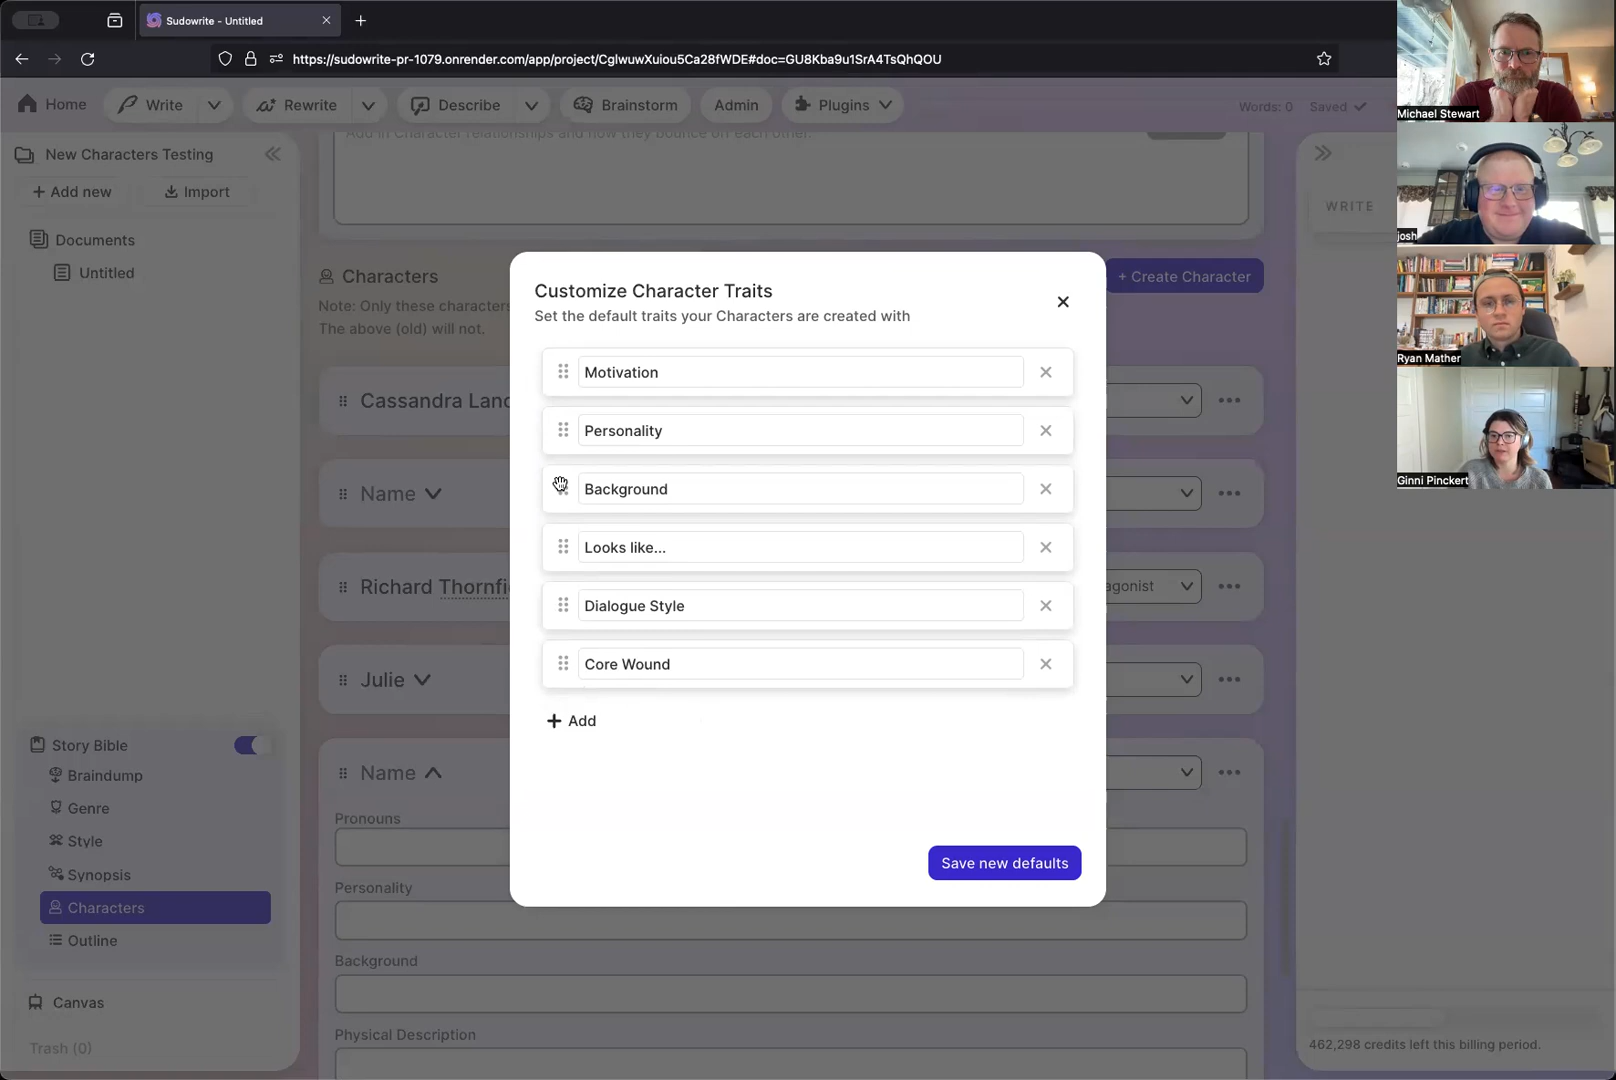 Sudowrite - Untitled
https://sudowrite-pr-1079.onrender.com/app/project/CglwuwXuiou5Ca28fWDE#doc=GU8Kba9u1SrA4TsQhQOU
Home
Write
Rewrite
Describe
Brainstorm
Admin
Plugins
Words: 0
Saved
Michael Stewart
josh
Ryan Mather
Ginni Pinckert
New Characters Testing
+ Add new
Import
Documents
Untitled
Story Bible
Braindump
Genre
Style
Synopsis
Characters
Outline
Canvas
Trash (0)
Add in Character relationships and how they bounce off each other.
Characters
+ Create Character
Note: Only these characters
The above (old) will not.
Cassandra Land
Name
Richard Thornfi
agonist
Julie
Name
Pronouns
Personality
Background
Physical Description
Customize Character Traits
Set the default traits your Characters are created with
Motivation
Personality
Background
Looks like...
Dialogue Style
Core Wound
+ Add
Save new defaults
WRITE
462,298 credits left this billing period.